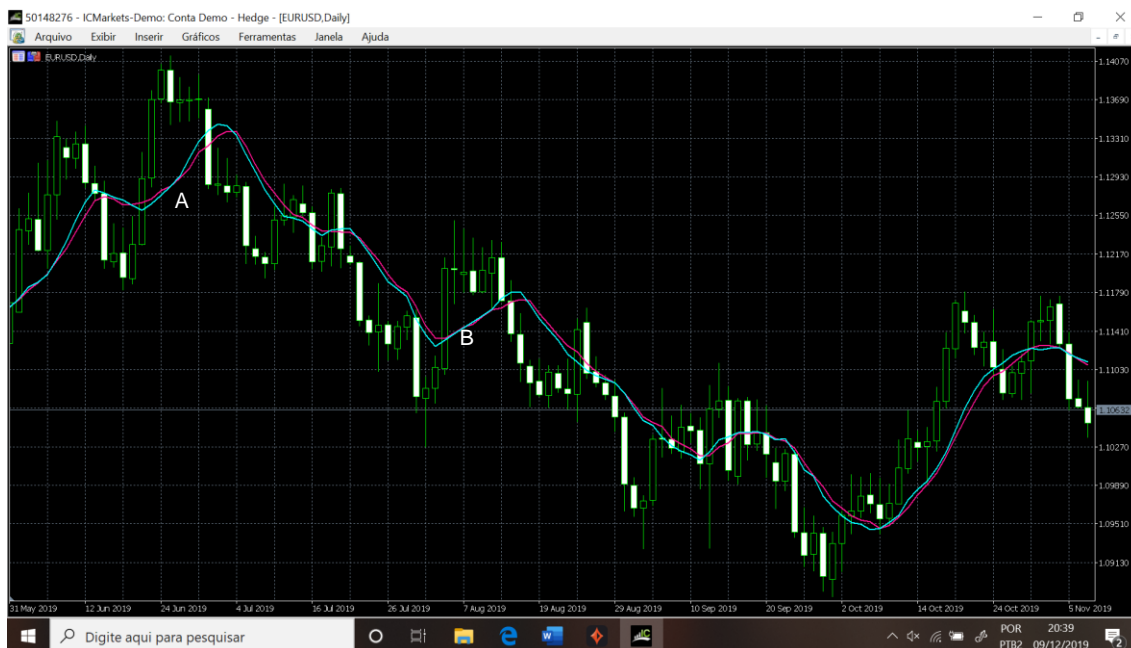 50148276 - ICMarkets-Demo: Conta Demo - Hedge - [EURUSD,Daily]
Arquivo Exibir Inserir Gráficos Ferramentas Janela Ajuda
EURUSD,Daily
1.14070
1.13690
1.13310
1.12930
A
1.12550
1.12170
1.11790
B
1.11410
1.11030
1.10632
1.10270
1.09890
1.09510
1.09130
31 May 2019 12 Jun 2019 24 Jun 2019 4 Jul 2019 16 Jul 2019 26 Jul 2019 7 Aug 2019 19 Aug 2019 29 Aug 2019 10 Sep 2019 20 Sep 2019 2 Oct 2019 14 Oct 2019 24 Oct 2019 5 Nov 2019
Digite aqui para pesquisar
IC
POR 20:39
PTB2 09/12/2019
2